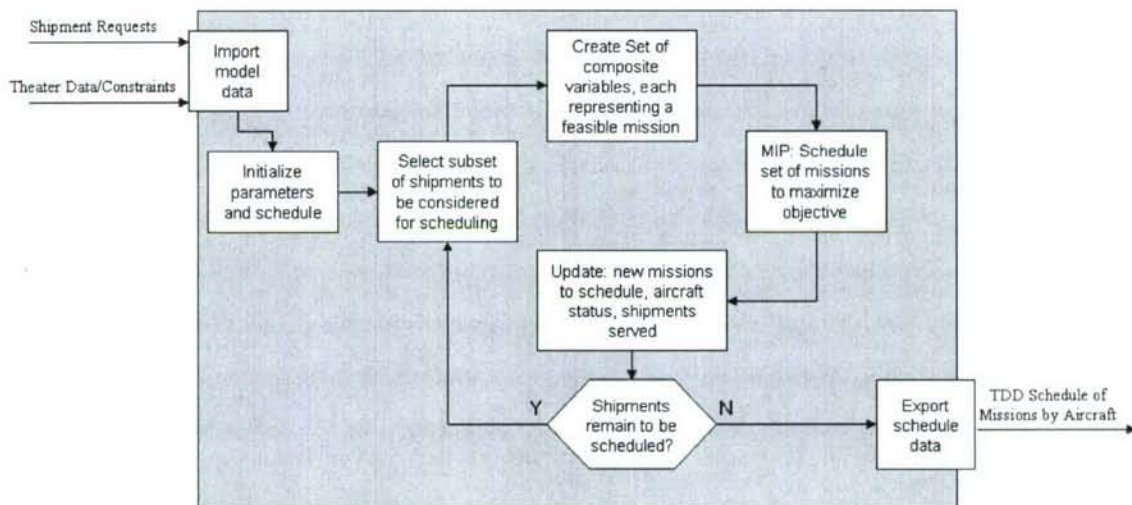 Shipment Requests
Theater Data/Constraints
Import
model
data
Initialize
parameters
and schedule
Select subset
of shipments to
be considered
for scheduling
Create Set of
composite
variables, each
representing a
feasible mission
MIP: Schedule
set of missions
to maximize
objective
Update: new missions
to schedule, aircraft
status, shipments
served
Shipments
remain to be
scheduled?
Y
N
Export
schedule
data
TDD Schedule of
Missions by Aircraft